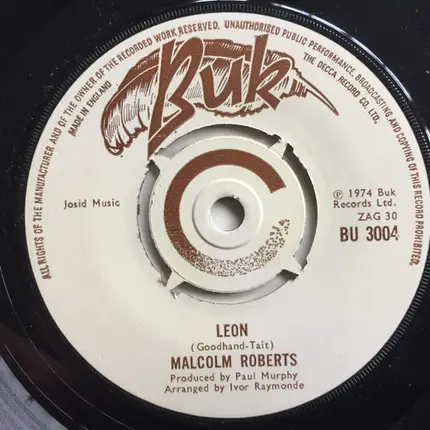 ALL RIGHTS OF THE MANUFACTURER AND OF THE OWNER OF THE RECORDED WORK RESERVED. UNAUTHORISED PUBLIC PERFORMANCE, BROADCASTING AND COPYING OF THIS RECORD PROHIBITED.
MADE IN ENGLAND
THE DECCA RECORD CO. LTD.
Buk
Josid Music
℗ 1974 Buk
Records Ltd.
ZAG 30
BU 3004
LEON
(Goodhand-Tait)
MALCOLM ROBERTS
Produced by Paul Murphy
Arranged by Ivor Raymonde